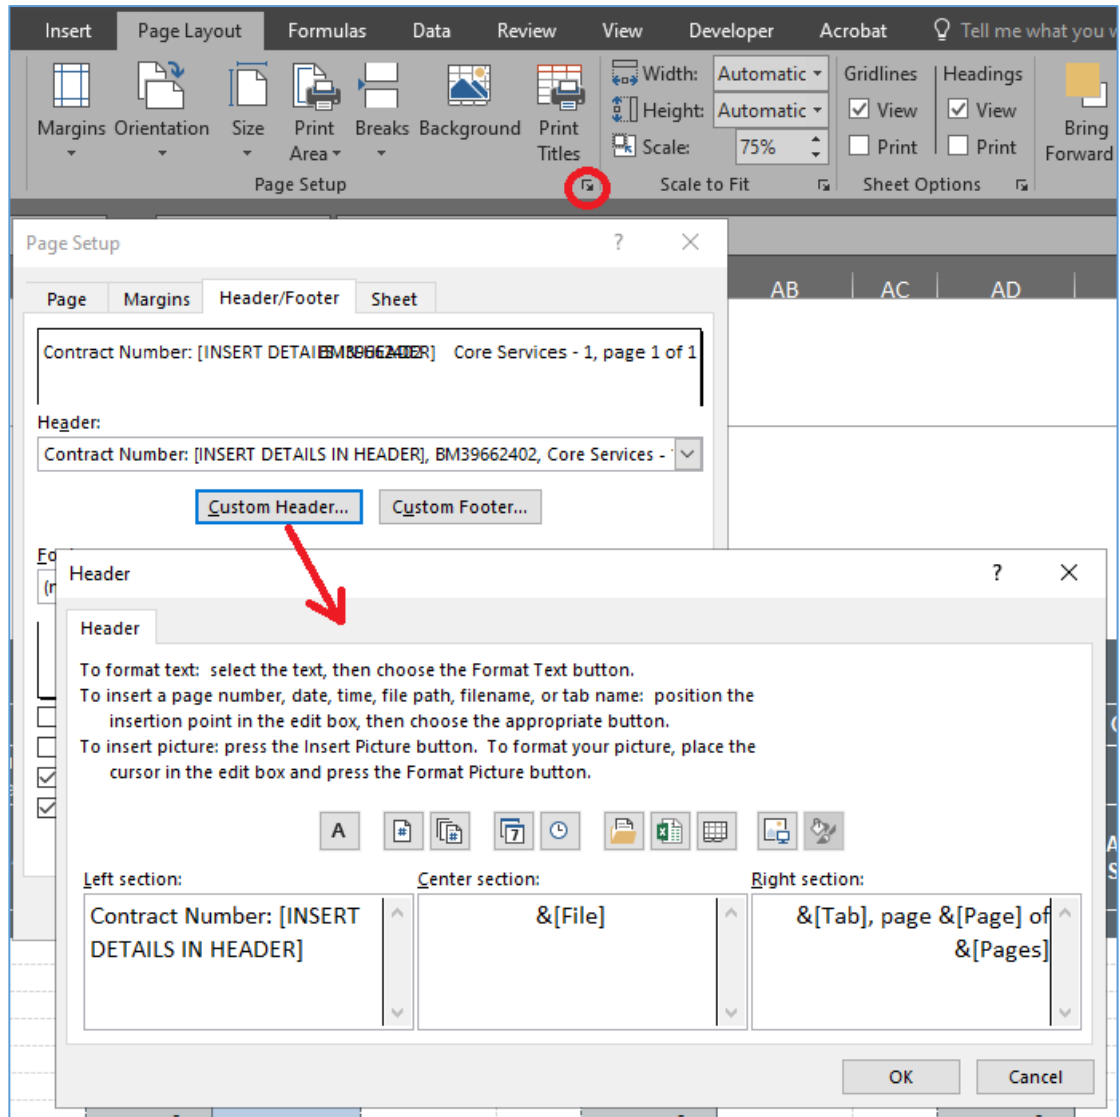 Insert Page Layout Formulas Data Review View Developer Acrobat Tell me what you
Width: Automatic Gridlines Headings
Height: Automatic View View
Margins Orientation Size Print Breaks Background Print Scale: 75% Print Print Bring
Area Titles Forward
Page Setup Scale to Fit Sheet Options
Page Setup ?
AB AC AD
Page Margins Header/Footer Sheet
Contract Number: [INSERT Core Services - 1, page 1 of 1
Header:
Contract Number: [INSERT DETAILS IN HEADER], BM39662402, Core Services -
Custom Header... Custom Footer...
Header ?
Header
To format text: select the text, then choose the Format Text button.
To insert a page number, date, time, file path, filename, or tab name: position the
insertion point in the edit box, then choose the appropriate button.
To insert picture: press the Insert Picture button. To format your picture, place the
cursor in the edit box and press the Format Picture button.
A # # 7
Left section: Center section: Right section:
Contract Number: [INSERT &[File] &[Tab], page &[Page] of
DETAILS IN HEADER] &[Pages]
OK Cancel